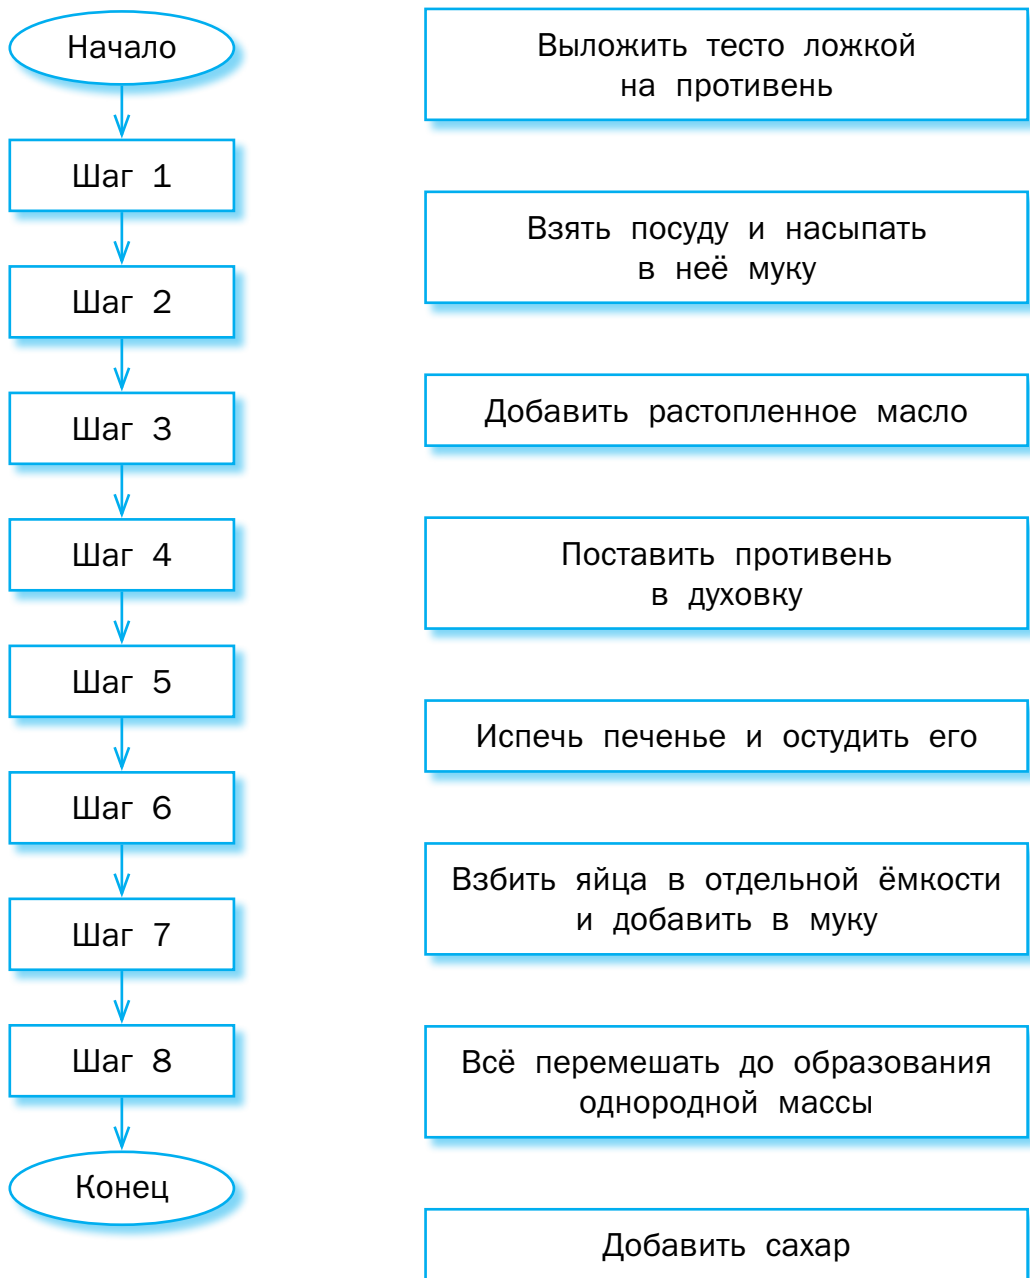 Начало
Шаг 1
Шаг 2
Шаг 3
Шаг 4
Шаг 5
Шаг 6
Шаг 7
Шаг 8
Конец
Выложить тесто ложкой
на противень
Взять посуду и насыпать
в неё муку
Добавить растопленное масло
Поставить противень
в духовку
Испечь печенье и остудить его
Взбить яйца в отдельной ёмкости
и добавить в муку
Всё перемешать до образования
однородной массы
Добавить сахар